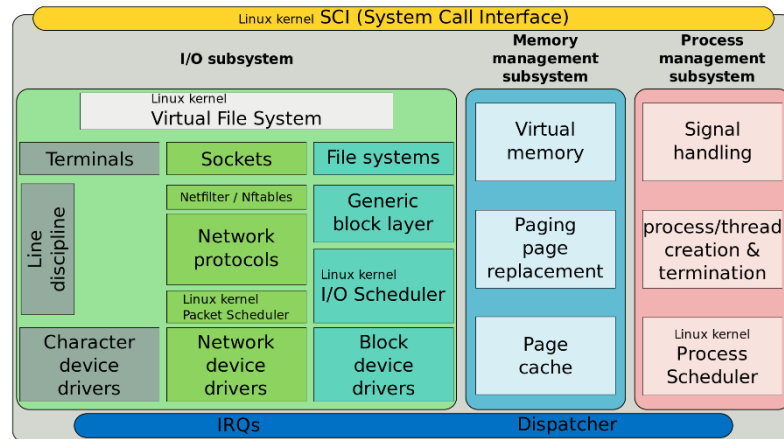 Linux kernel SCI (System Call Interface)
I/O subsystem
Memory
management
subsystem
Process
management
subsystem
Linux kernel
Virtual File System
Terminals
Sockets
File systems
Line
discipline
Netfilter / Nftables
Network
protocols
Linux kernel
Packet Scheduler
Generic
block layer
Linux kernel
I/O Scheduler
Character
device
drivers
Network
device
drivers
Block
device
drivers
Virtual
memory
Paging
page
replacement
Page
cache
Signal
handling
process/thread
creation &
termination
Linux kernel
Process
Scheduler
IRQs
Dispatcher